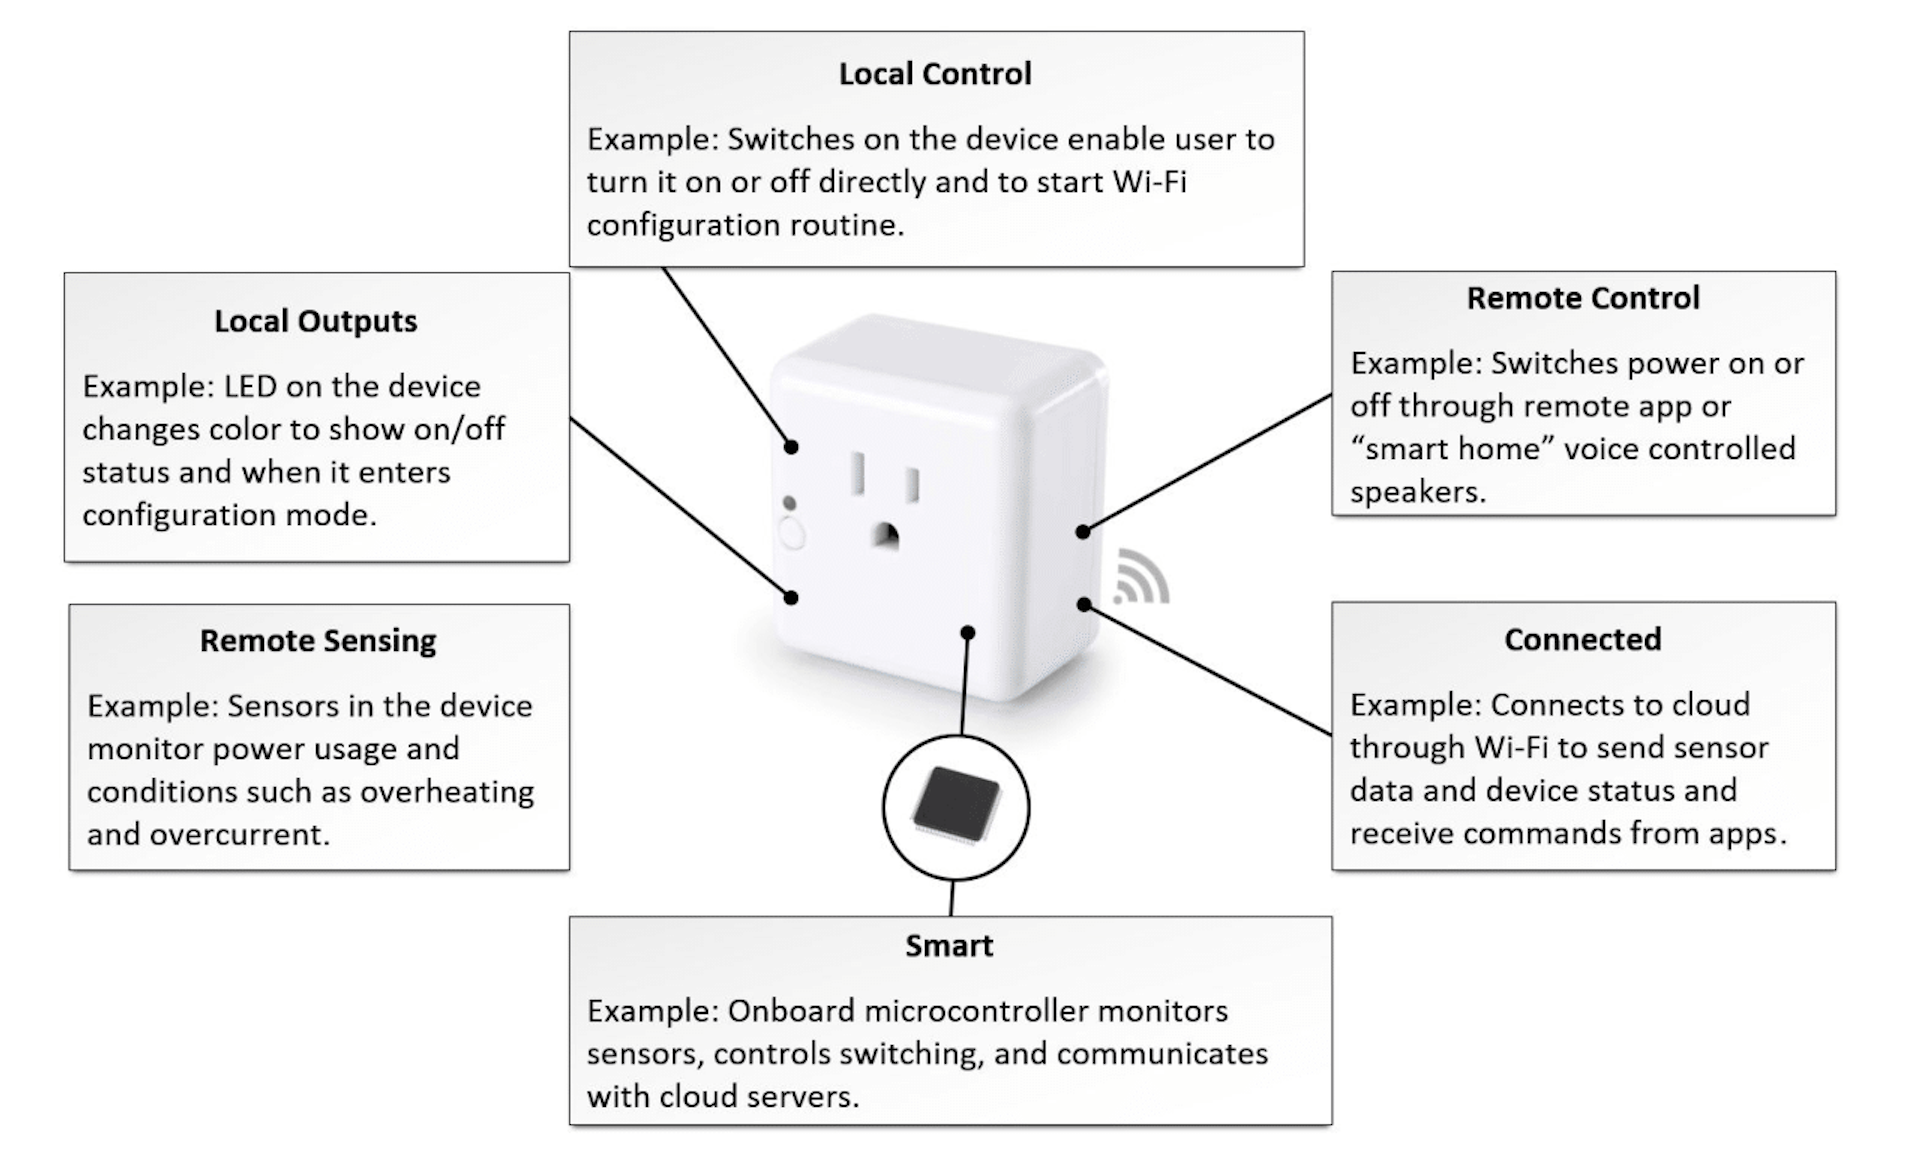 Local Control
Example: Switches on the device enable user to
turn it on or off directly and to start Wi-Fi
configuration routine.
Local Outputs
Example: LED on the device
changes color to show on/off
status and when it enters
configuration mode.
Remote Control
Example: Switches power on or
off through remote app or
“smart home” voice controlled
speakers.
Remote Sensing
Example: Sensors in the device
monitor power usage and
conditions such as overheating
and overcurrent.
Connected
Example: Connects to cloud
through Wi-Fi to send sensor
data and device status and
receive commands from apps.
Smart
Example: Onboard microcontroller monitors
sensors, controls switching, and communicates
with cloud servers.